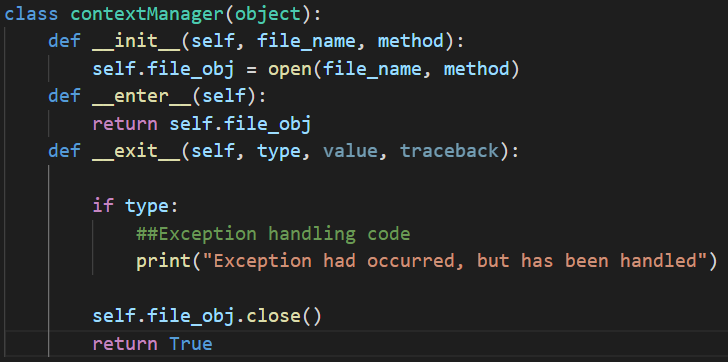 class contextManager(object):
    def __init__(self, file_name, method):
        self.file_obj = open(file_name, method)
    def __enter__(self):
        return self.file_obj
    def __exit__(self, type, value, traceback):

        if type:
            ##Exception handling code
            print("Exception had occurred, but has been handled")

        self.file_obj.close()
        return True